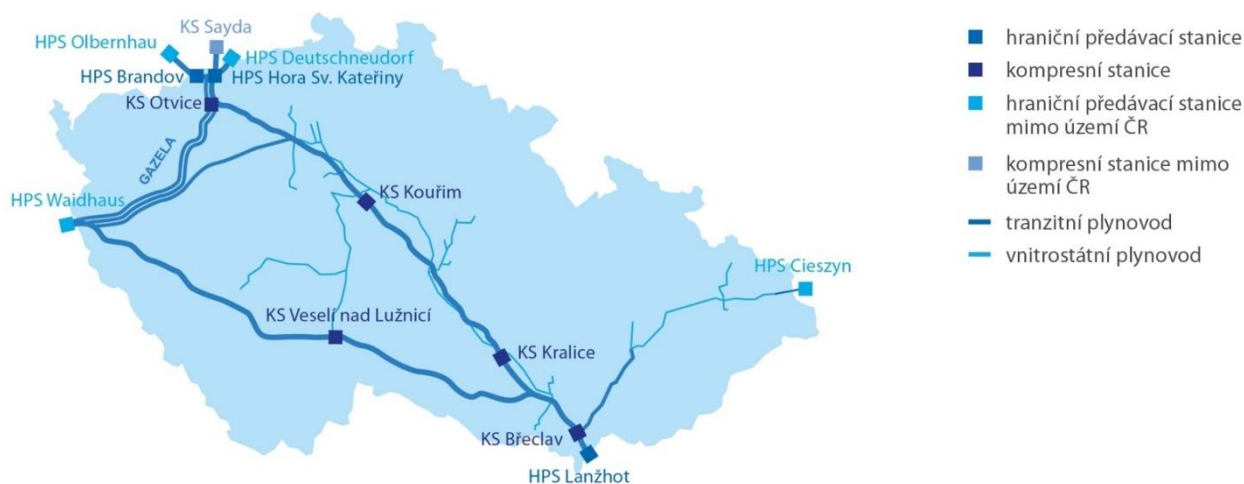 KS Sayda
HPS Olbernhau
HPS Deutschneudorf
HPS Brandov
HPS Hora Sv. Kateřiny
KS Otvice
GAZELA
HPS Waidhaus
KS Kouřim
HPS Cieszyn
KS Veselí nad Lužnicí
KS Kralice
KS Břeclav
HPS Lanžhot
hraniční předávací stanice
kompresní stanice
hraniční předávací stanice
mimo území ČR
kompresní stanice mimo
území ČR
tranzitní plynovod
vnitrostátní plynovod